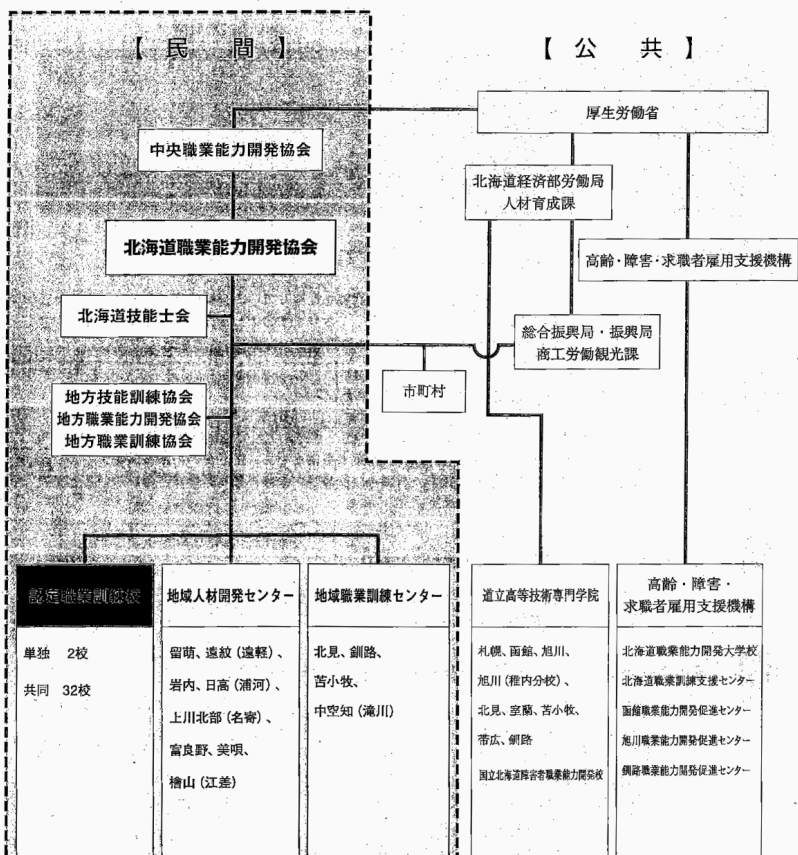 【民 間】
【公 共】
厚生労働省
中央職業能力開発協会
北海道経済部労働局
人材育成課
北海道職業能力開発協会
高齢・障害・求職者雇用支援機構
北海道技能士会
総合振興局・振興局
商工労働観光課
市町村
地方技能訓練協会
地方職業能力開発協会
地方職業訓練協会
認定職業訓練校
単独 2校
共同 32校
地域人材開発センター
留萌、遠紋(遠軽)、
岩内、日高(浦河)、
上川北部(名寄)、
富良野、美唄、
檜山(江差)
地域職業訓練センター
北見、釧路、
苫小牧、
中空知(滝川)
道立高等技術専門学院
札幌、函館、旭川、
旭川(稚内分校)、
北見、室蘭、苫小牧、
帯広、釧路
国立北海道障害者職業能力開発校
高齢・障害・
求職者雇用支援機構
北海道職業能力開発大学校
北海道職業訓練支援センター
函館職業能力開発促進センター
旭川職業能力開発促進センター
釧路職業能力開発促進センター